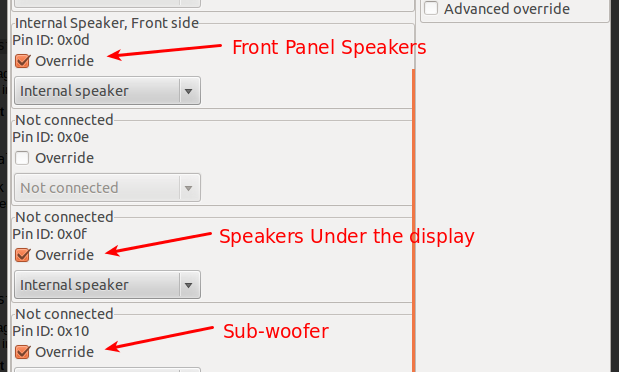 Internal Speaker, Front side
Advanced override
Pin ID: 0x0d
Override
Front Panel Speakers
Internal speaker
Not connected
Pin ID: 0x0e
Override
Not connected
Not connected
Pin ID: 0x0f
Speakers Under the display
Override
Internal speaker
Not connected
Pin ID: 0x10
Sub-woofer
Override